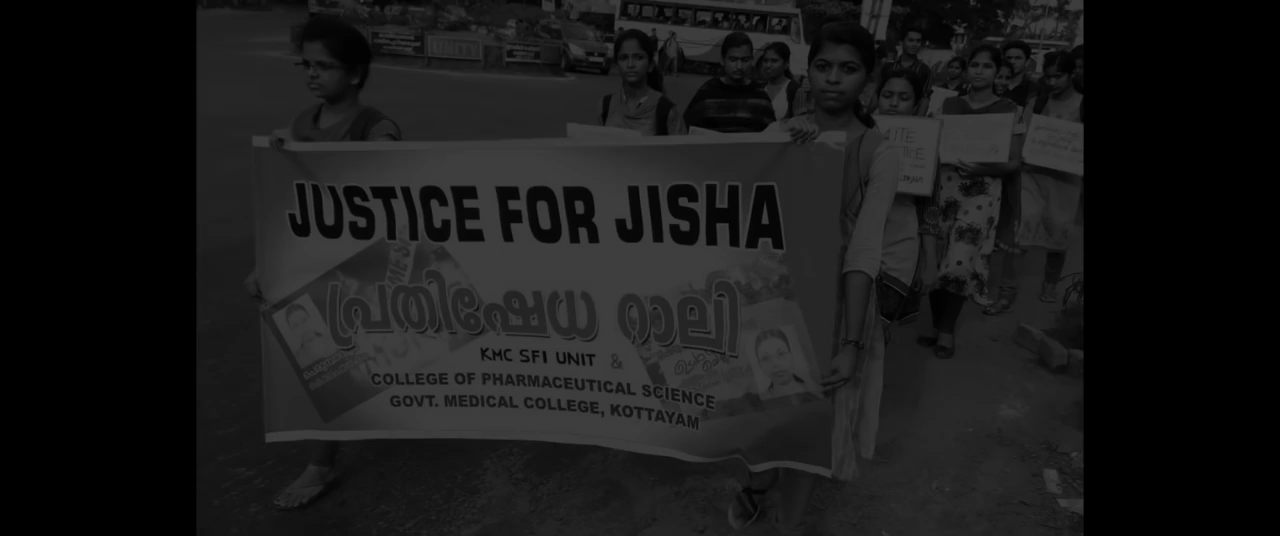 JUSTICE FOR JISHA
പ്രതിഷേധ റാലി
KMC SFI UNIT &
COLLEGE OF PHARMACEUTICAL SCIENCE
GOVT. MEDICAL COLLEGE, KOTTAYAM